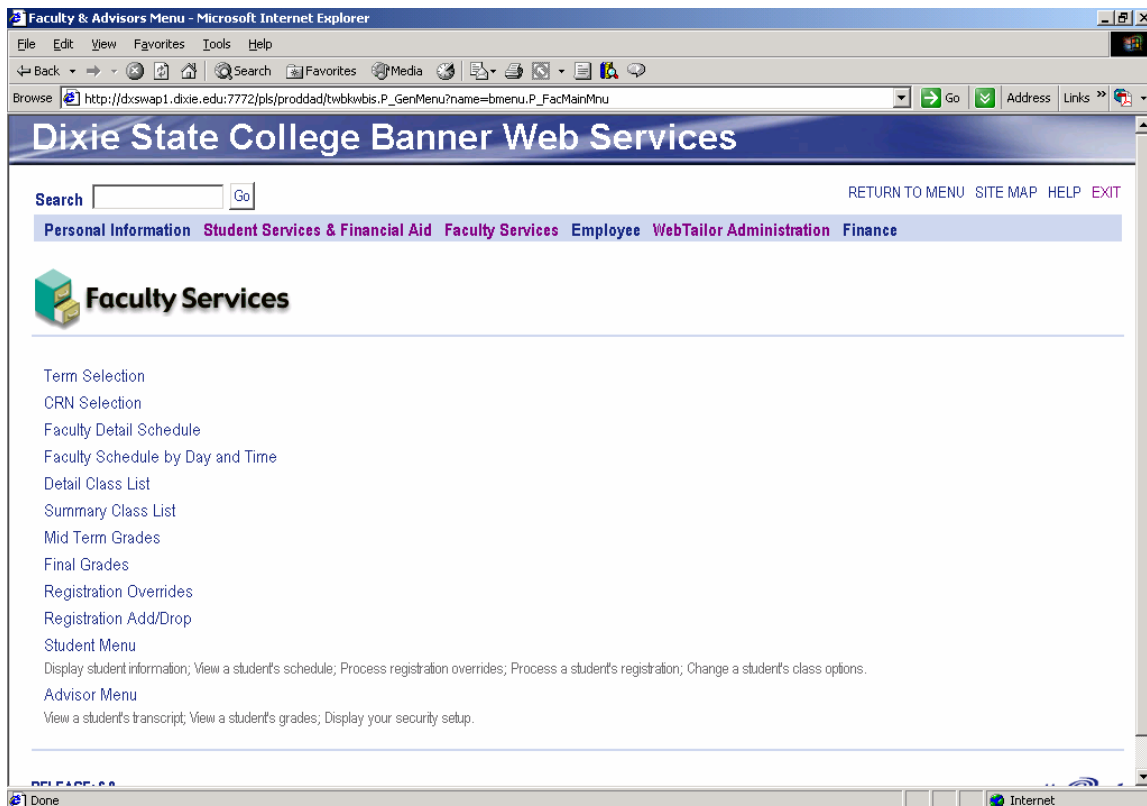 Faculty & Advisors Menu - Microsoft Internet Explorer
File Edit View Favorites Tools Help
Back Search Favorites Media
Browse http://dxswap1.dixie.edu:7772/pls/proddad/twbkwbis.P_GenMenu?name=bmenu.P_FacMainMnu Go Address Links »
Dixie State College Banner Web Services
Search Go RETURN TO MENU SITE MAP HELP EXIT
Personal Information Student Services & Financial Aid Faculty Services Employee WebTailor Administration Finance
Faculty Services
Term Selection
CRN Selection
Faculty Detail Schedule
Faculty Schedule by Day and Time
Detail Class List
Summary Class List
Mid Term Grades
Final Grades
Registration Overrides
Registration Add/Drop
Student Menu
Display student information; View a student's schedule; Process registration overrides; Process a student's registration; Change a student's class options.
Advisor Menu
View a student's transcript; View a student's grades; Display your security setup.
Done Internet